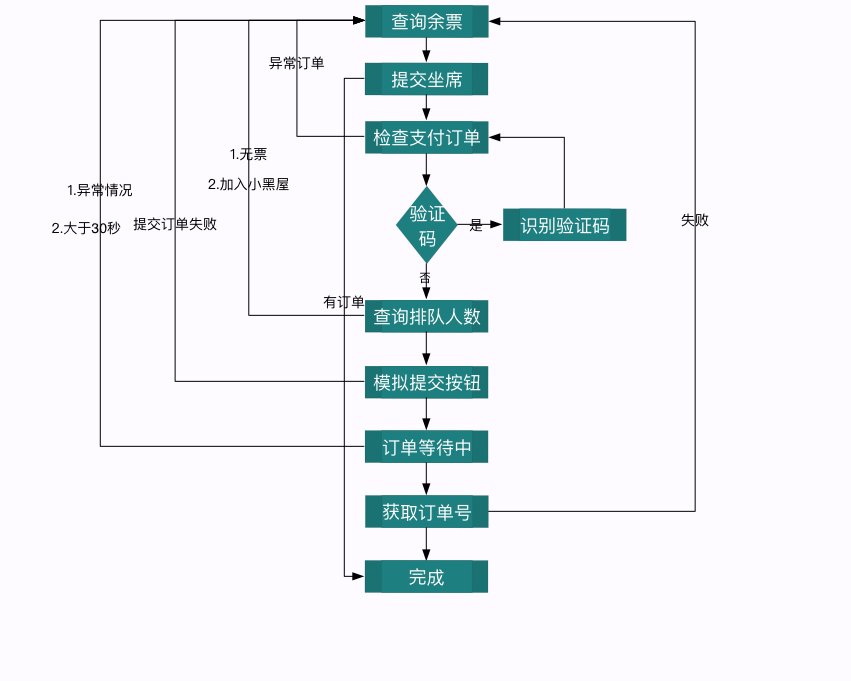 查询余票
异常订单
提交坐席
检查支付订单
1.无票
2.加入小黑屋
1.异常情况
2.大于30秒
提交订单失败
验证
码
是
识别验证码
失败
否
有订单
查询排队人数
模拟提交按钮
订单等待中
获取订单号
完成